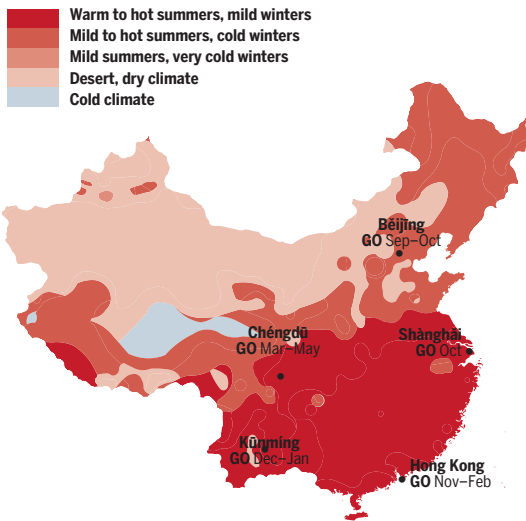 Warm to hot summers, mild winters
Mild to hot summers, cold winters
Mild summers, very cold winters
Desert, dry climate
Cold climate
Běijīng
GO Sep–Oct
Chéngdū
GO Mar–May
Shànghǎi
GO Oct
Kūnmíng
GO Dec–Jan
Hong Kong
GO Nov–Feb